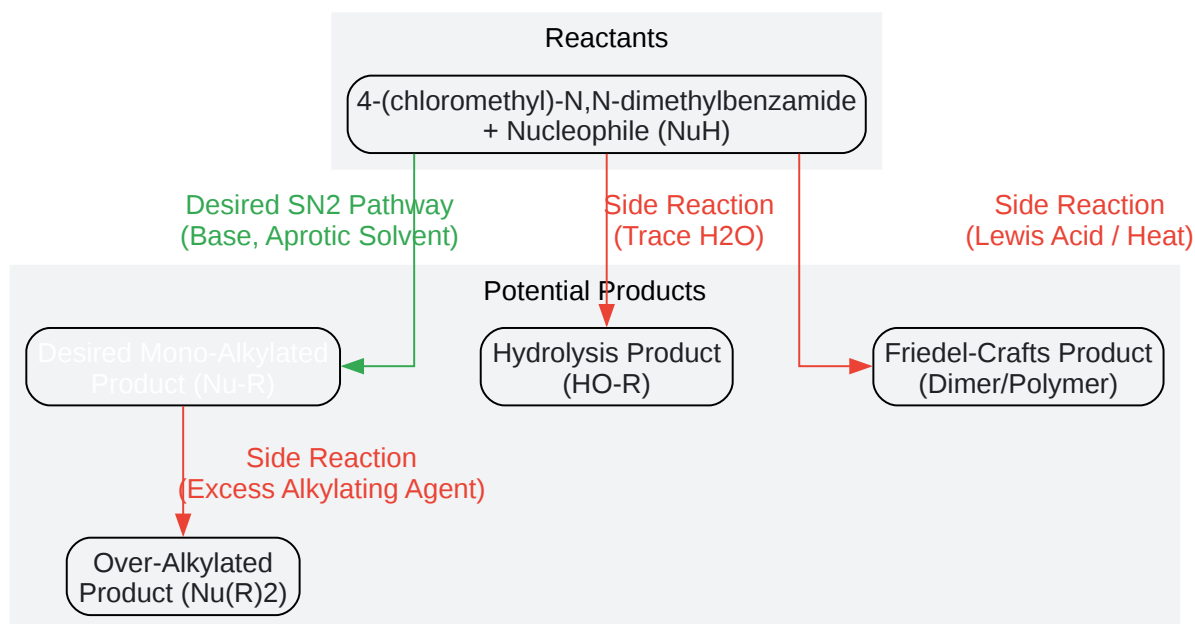 Reactants
4-(chloromethyl)-N,N-dimethylbenzamide
+ Nucleophile (NuH)
Desired SN2 Pathway
(Base, Aprotic Solvent)
Side Reaction
(Trace H2O)
Side Reaction
(Lewis Acid / Heat)
Potential Products
Desired Mono-Alkylated
Product (Nu-R)
Hydrolysis Product
(HO-R)
Friedel-Crafts Product
(Dimer/Polymer)
Side Reaction
(Excess Alkylating Agent)
Over-Alkylated
Product (Nu(R)2)